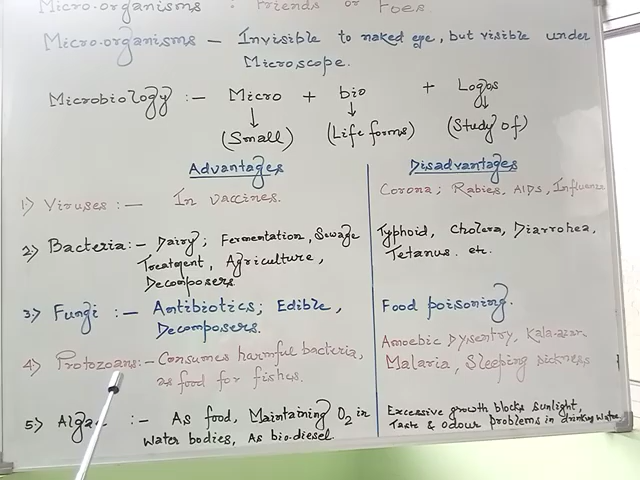 Micro-organisms : Friends or Foes.
Micro-organisms - Invisible to naked eye, but visible under
Microscope.
Microbiology :- Micro + bio + Logos
(Small) (Life forms) (Study of)
Advantages Disadvantages
1) Viruses :- In vaccines. Corona; Rabies, AIDS, Influenza
2) Bacteria :- Dairy; Fermentation, Sewage Typhoid, Cholera, Diarrohea,
Treatment, Agriculture, Tetanus. etc.
Decomposers.
3) Fungi :- Antibiotics; Edible, Food poisoning.
Decomposers.
4) Protozoans :- Consumes harmful bacteria, Amoebic Dysentry, Kala-azar,
as food for fishes. Malaria, Sleeping sickness
5) Algae :- As food, Maintaining O2 in Excessive growth blocks sunlight,
water bodies, As bio-diesel. Taste & odour problems in drinking water